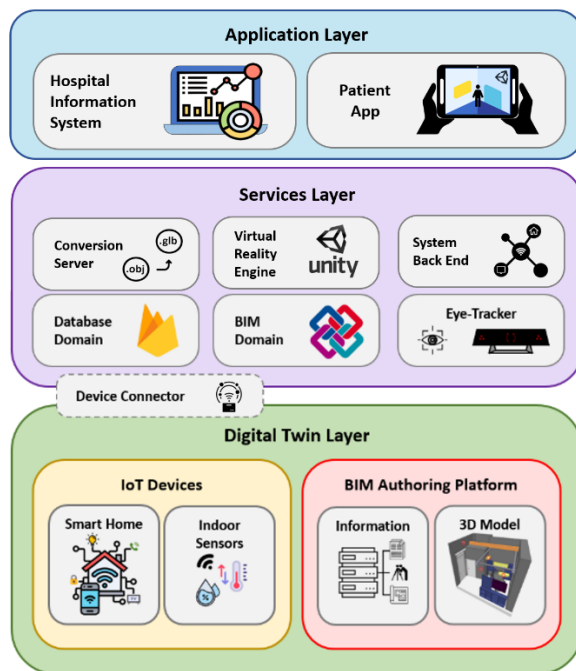 Application Layer
Hospital
Information
System
Patient
App
Services Layer
Conversion
Server
.glb
.obj
Virtual
Reality
Engine
unity
System
Back End
Database
Domain
BIM
Domain
Eye-Tracker
Device Connector
Digital Twin Layer
IoT Devices
BIM Authoring Platform
Smart Home
Indoor
Sensors
Information
3D Model
%